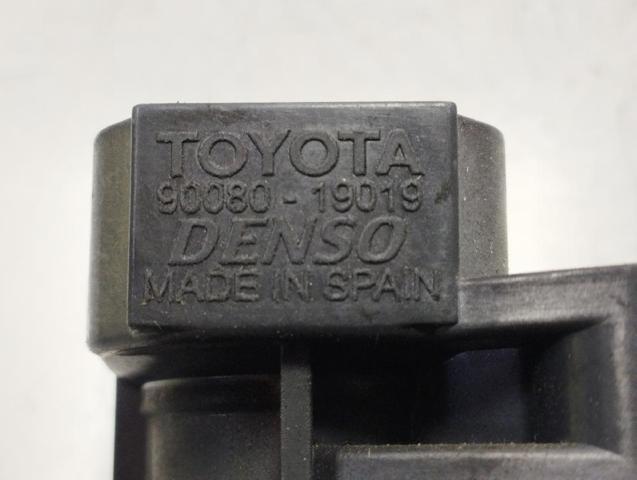 TOYOTA
90080-19019
DENSO
MADE IN SPAIN